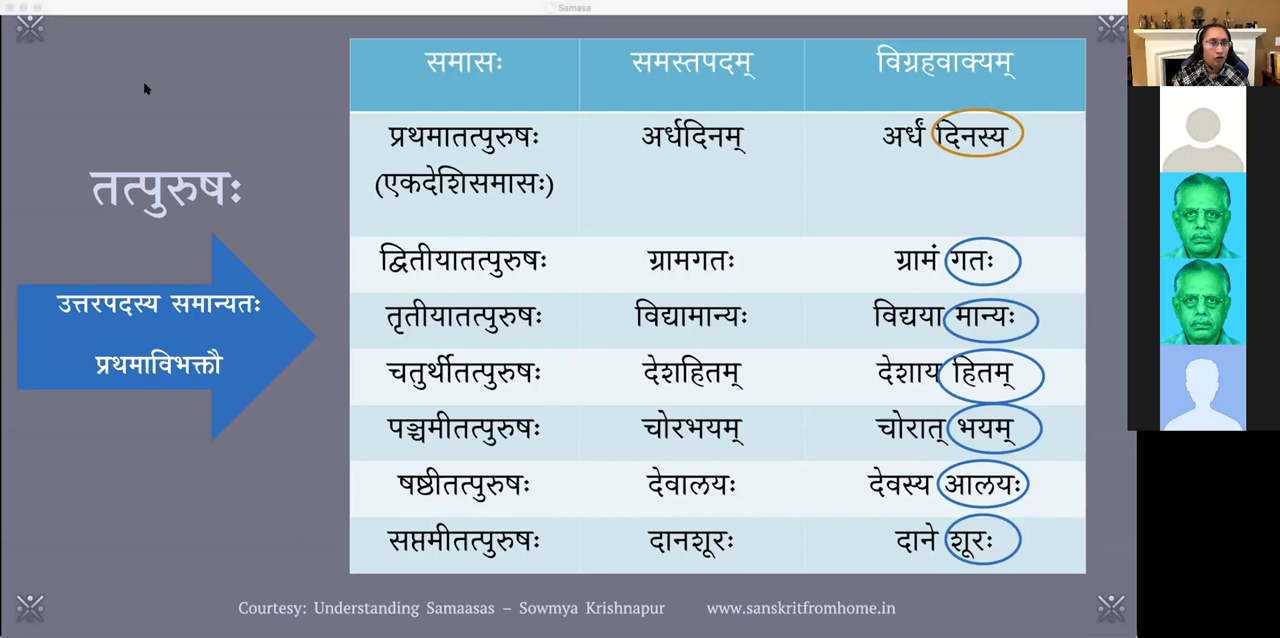 Samasa
तत्पुरुषः
उत्तरपदस्य समान्यतः
प्रथमाविभक्तौ
समासः समस्तपदम् विग्रहवाक्यम्
प्रथमातत्पुरुषः अर्धदिनम् अर्धं दिनस्य
(एकदेशिसमासः)
द्वितीयातत्पुरुषः ग्रामगतः ग्रामं गतः
तृतीयातत्पुरुषः विद्यामान्यः विद्यया मान्यः
चतुर्थीतत्पुरुषः देशहितम् देशाय हितम्
पञ्चमीतत्पुरुषः चोरभयम् चोरात् भयम्
षष्ठीतत्पुरुषः देवालयः देवस्य आलयः
सप्तमीतत्पुरुषः दानशूरः दाने शूरः
Courtesy: Understanding Samaasas – Sowmya Krishnapur www.sanskritfromhome.in